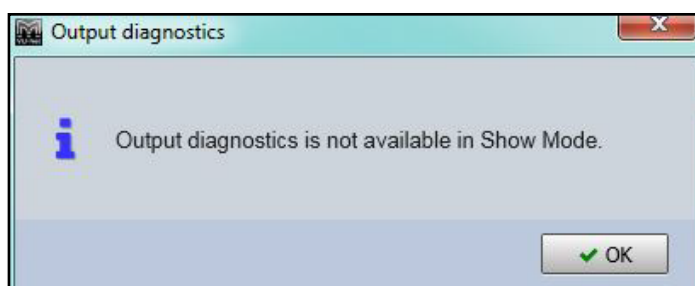 Output diagnostics
Output diagnostics is not available in Show Mode.
OK